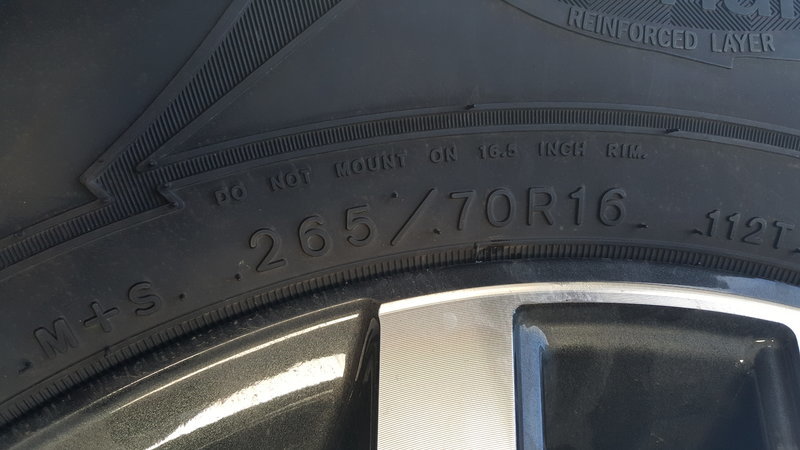 REINFORCED LAYER
DO NOT MOUNT ON 16.5 INCH RIM.
M+S 265/70R16 112T